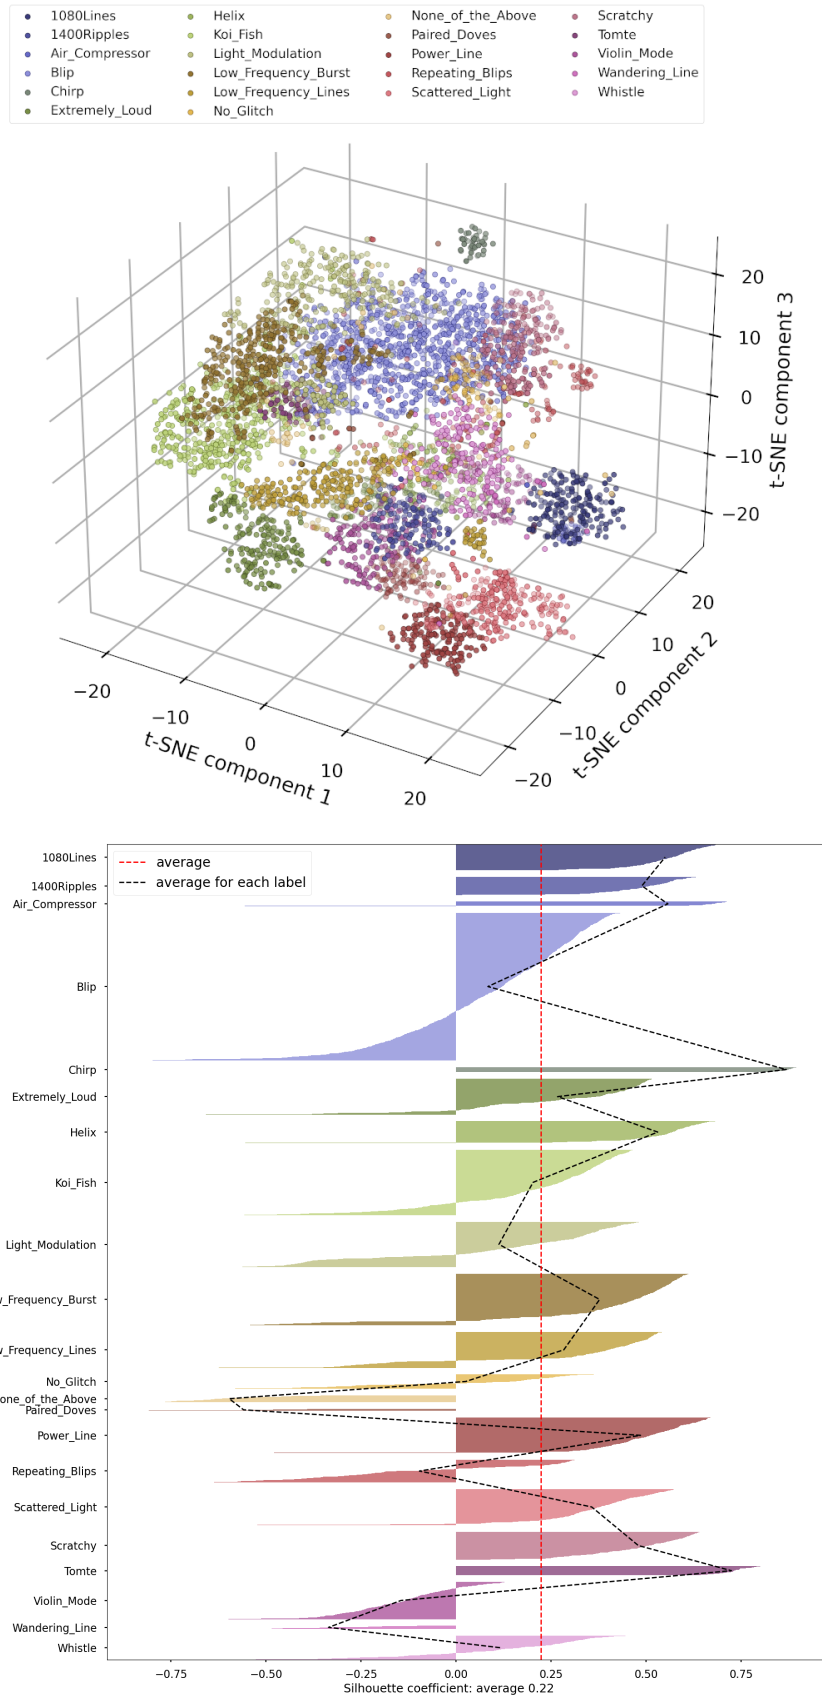 1080Lines
1400Ripples
Air_Compressor
Blip
Chirp
Extremely_Loud
Helix
Koi_Fish
Light_Modulation
Low_Frequency_Burst
Low_Frequency_Lines
No_Glitch
None_of_the_Above
Paired_Doves
Power_Line
Repeating_Blips
Scattered_Light
Scratchy
Tomte
Violin_Mode
Wandering_Line
Whistle
20
10
0
−10
−20
t-SNE component 3
20
10
0
−10
−20
t-SNE component 2
−20
−10
0
10
20
t-SNE component 1
average
average for each label
1080Lines
1400Ripples
Air_Compressor
Blip
Chirp
Extremely_Loud
Helix
Koi_Fish
Light_Modulation
w_Frequency_Burst
w_Frequency_Lines
No_Glitch
one_of_the_Above
Paired_Doves
Power_Line
Repeating_Blips
Scattered_Light
Scratchy
Tomte
Violin_Mode
Wandering_Line
Whistle
−0.75 −0.50 −0.25 0.00 0.25 0.50 0.75
Silhouette coefficient: average 0.22